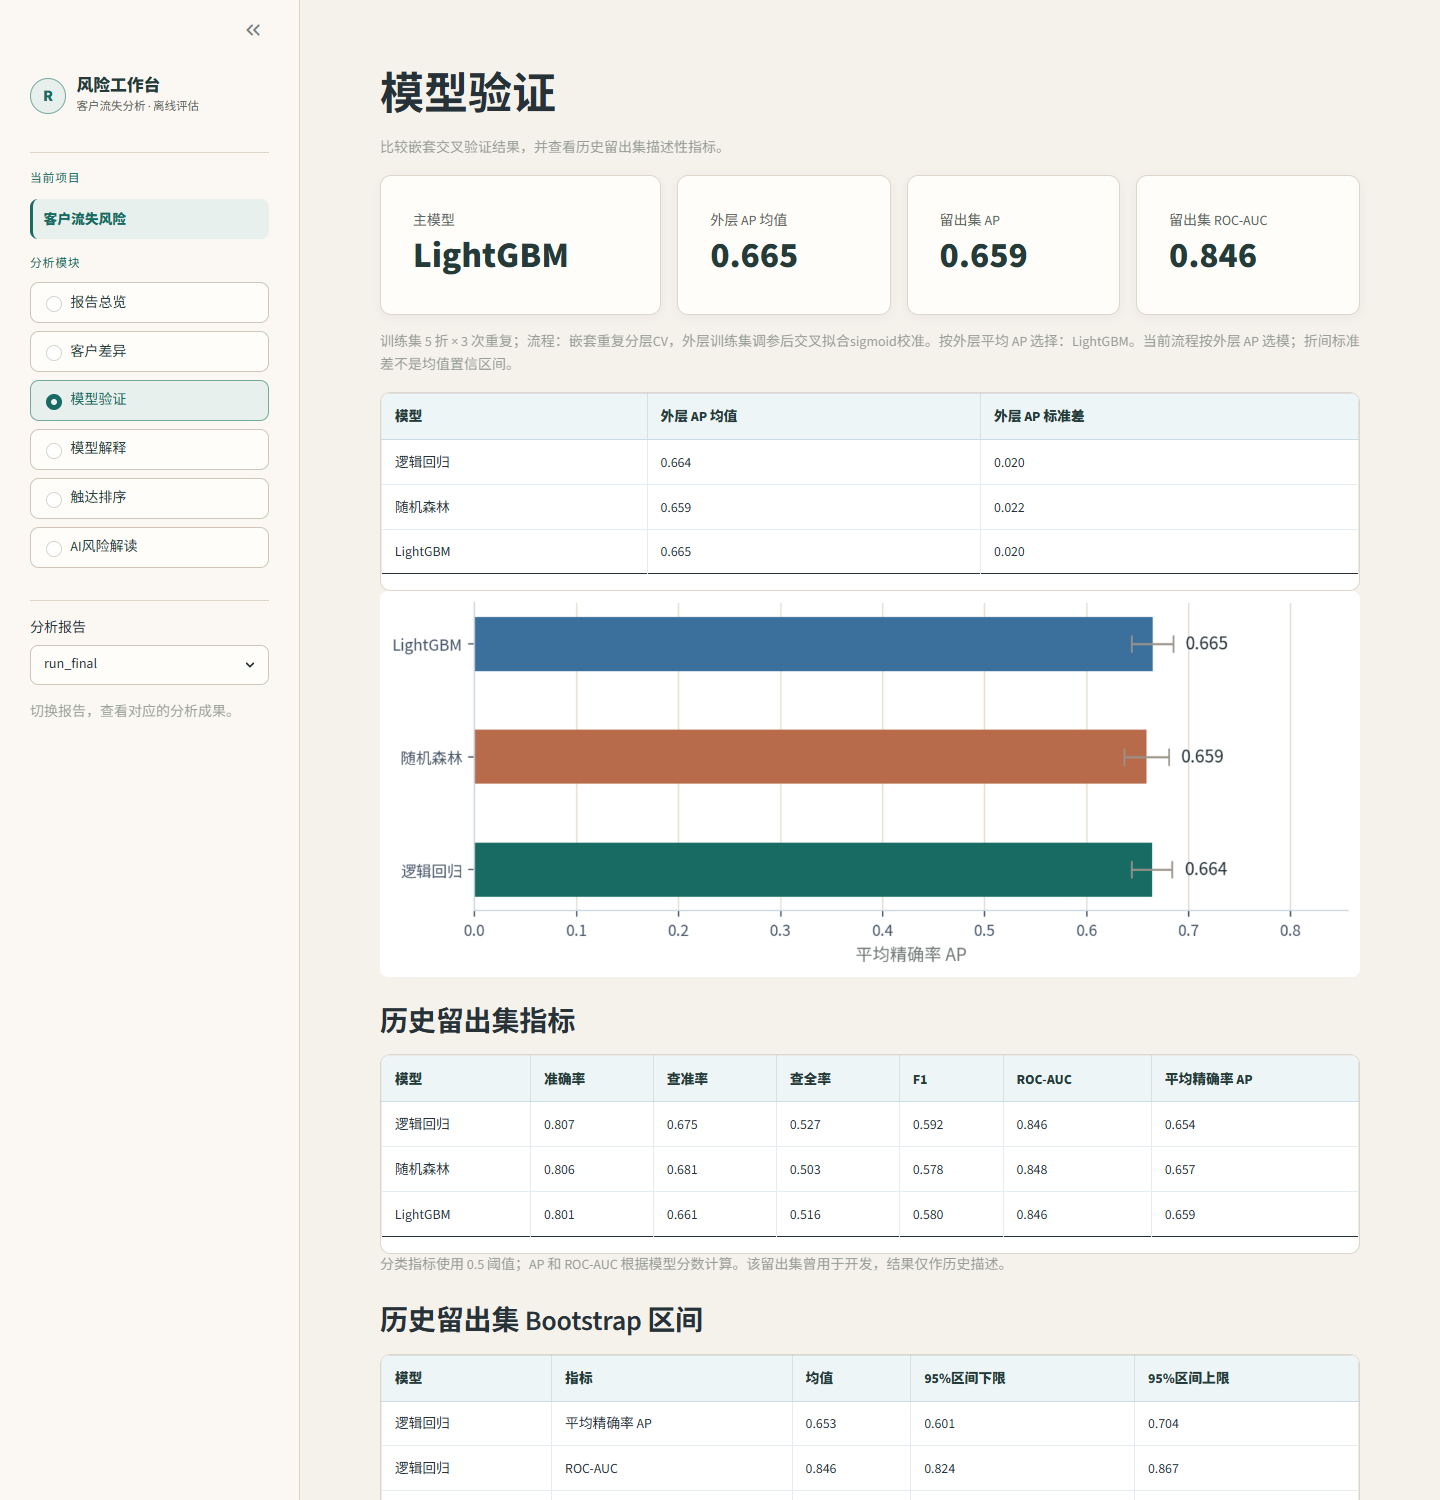 R
风险工作台
客户流失分析 · 离线评估
当前项目
客户流失风险
分析模块
报告总览
客户差异
模型验证
模型解释
触达排序
AI风险解读
分析报告
run_final
切换报告，查看对应的分析成果。
模型验证
比较嵌套交叉验证结果，并查看历史留出集描述性指标。
主模型
LightGBM
外层 AP 均值
0.665
留出集 AP
0.659
留出集 ROC-AUC
0.846
训练集 5 折 × 3 次重复；流程：嵌套重复分层CV，外层训练集调参后交叉拟合sigmoid校准。按外层平均 AP 选择：LightGBM。当前流程按外层 AP 选模；折间标准
差不是均值置信区间。
模型 外层 AP 均值 外层 AP 标准差
逻辑回归 0.664 0.020
随机森林 0.659 0.022
LightGBM 0.665 0.020
LightGBM 0.665
随机森林 0.659
逻辑回归 0.664
0.0 0.1 0.2 0.3 0.4 0.5 0.6 0.7 0.8
平均精确率 AP
历史留出集指标
模型 准确率 查准率 查全率 F1 ROC-AUC 平均精确率 AP
逻辑回归 0.807 0.675 0.527 0.592 0.846 0.654
随机森林 0.806 0.681 0.503 0.578 0.848 0.657
LightGBM 0.801 0.661 0.516 0.580 0.846 0.659
分类指标使用 0.5 阈值；AP 和 ROC-AUC 根据模型分数计算。该留出集曾用于开发，结果仅作历史描述。
历史留出集 Bootstrap 区间
模型 指标 均值 95%区间下限 95%区间上限
逻辑回归 平均精确率 AP 0.653 0.601 0.704
逻辑回归 ROC-AUC 0.846 0.824 0.867